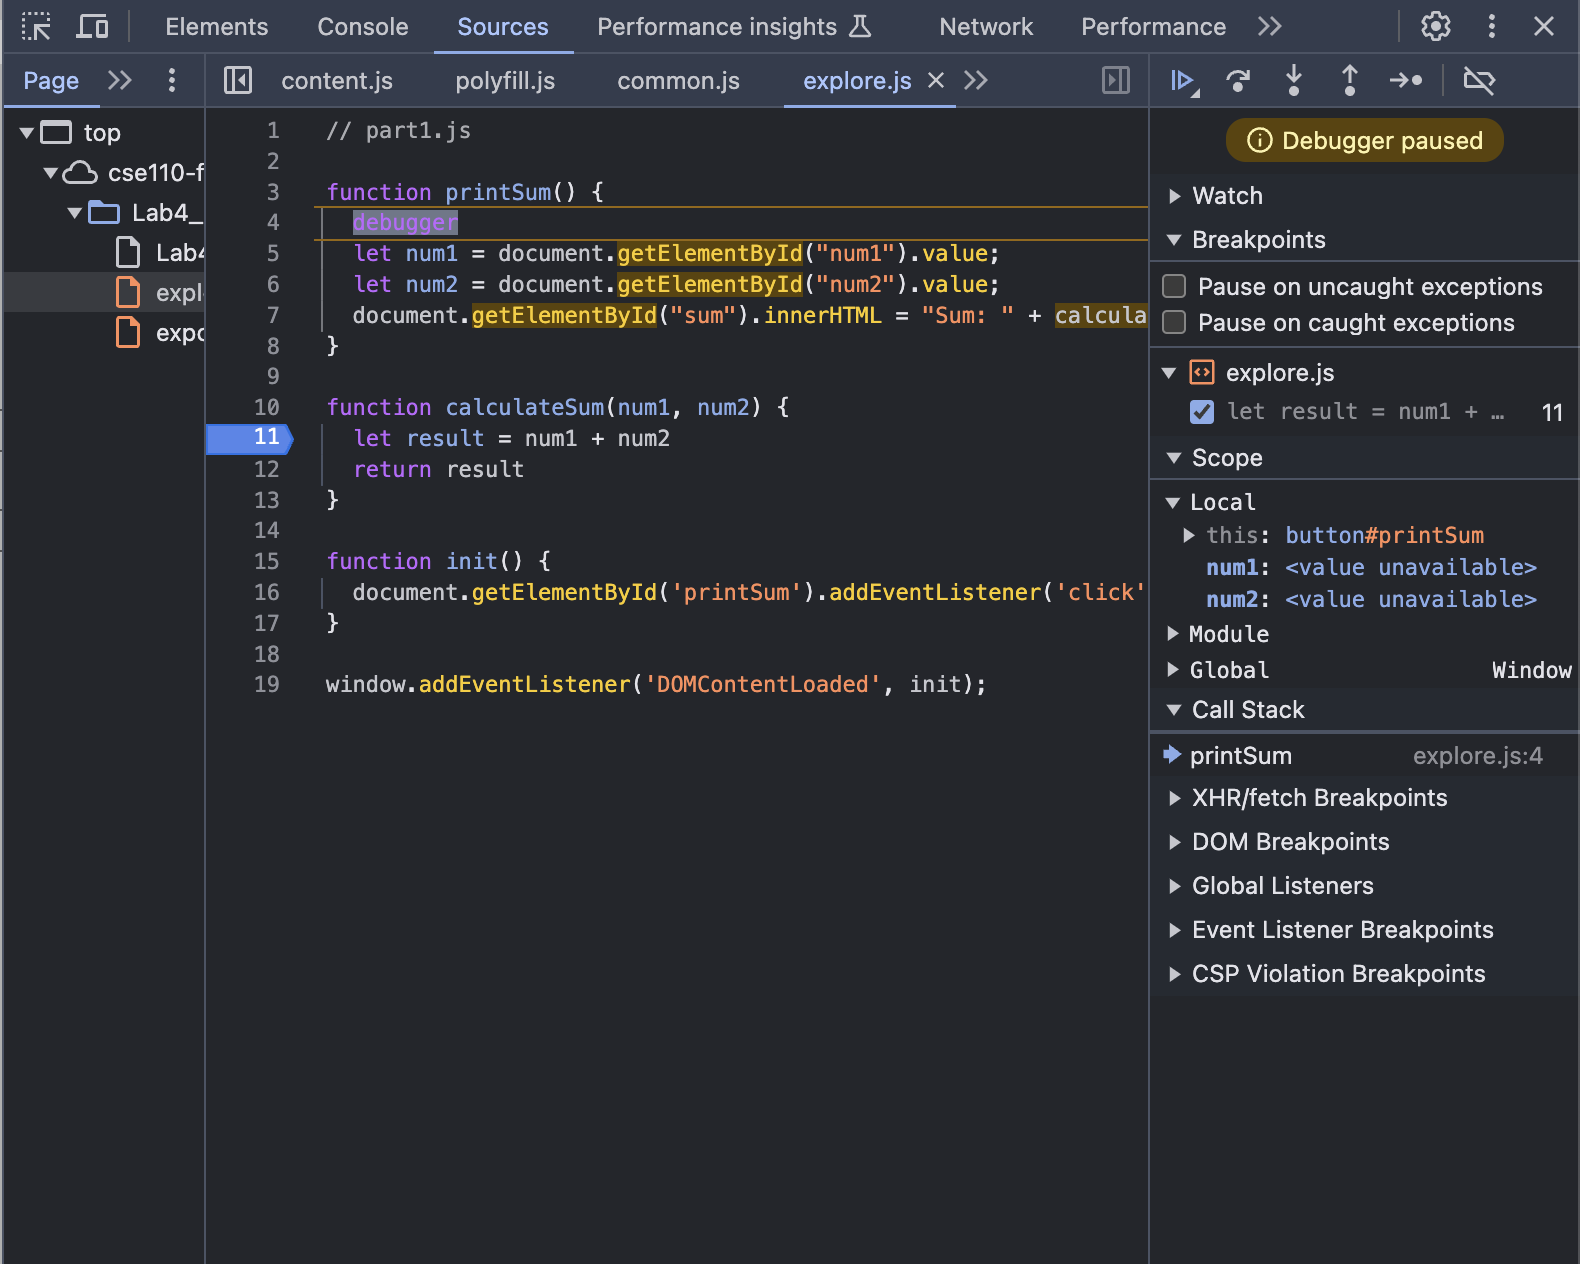 Elements Console Sources Performance insights Network Performance
Page content.js polyfill.js common.js explore.js
top
cse110-f
Lab4_
Lab4
expl
expo
1 // part1.js
2
3 function printSum() {
4 debugger
5 let num1 = document.getElementById("num1").value;
6 let num2 = document.getElementById("num2").value;
7 document.getElementById("sum").innerHTML = "Sum: " + calcula
8 }
9
10 function calculateSum(num1, num2) {
11 let result = num1 + num2
12 return result
13 }
14
15 function init() {
16 document.getElementById('printSum').addEventListener('click'
17 }
18
19 window.addEventListener('DOMContentLoaded', init);
Debugger paused
Watch
Breakpoints
Pause on uncaught exceptions
Pause on caught exceptions
explore.js
let result = num1 + … 11
Scope
Local
this: button#printSum
num1: <value unavailable>
num2: <value unavailable>
Module
Global Window
Call Stack
printSum explore.js:4
XHR/fetch Breakpoints
DOM Breakpoints
Global Listeners
Event Listener Breakpoints
CSP Violation Breakpoints